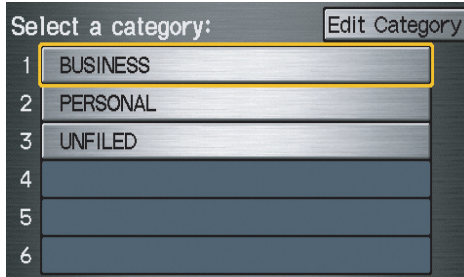 Select a category: Edit Category
1 BUSINESS
2 PERSONAL
3 UNFILED
4
5
6